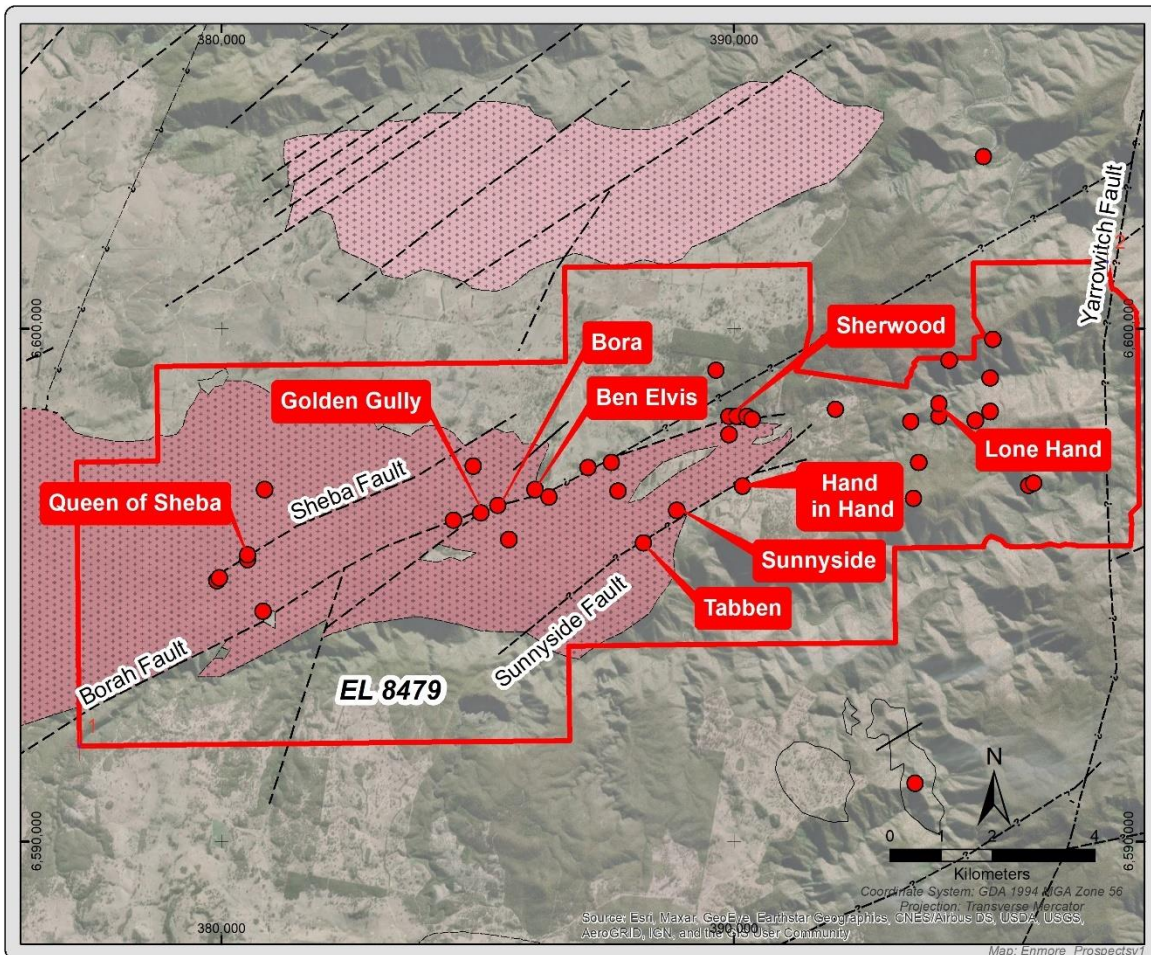 380,000
390,000
Yarrowitch Fault
2
6,600,000
6,600,000
Sherwood
Bora
Ben Elvis
Golden Gully
Lone Hand
Queen of Sheba
Sheba Fault
Hand
in Hand
Sunnyside
Tabben
Sunnyside Fault
Borah Fault
EL 8479
1
N
0 1 2 4
Kilometers
6,590,000
6,590,000
Coordinate System: GDA 1994 MGA Zone 56
Projection: Transverse Mercator
Source: Esri, Maxar, GeoEye, Earthstar Geographics, CNES/Airbus DS, USDA, USGS,
AeroGRID, IGN, and the GIS User Community
380,000
390,000
Map: Enmore_Prospectsv1